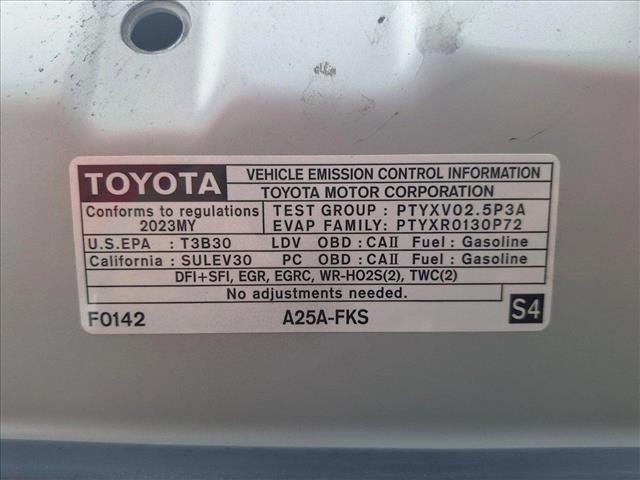 TOYOTA
VEHICLE EMISSION CONTROL INFORMATION
TOYOTA MOTOR CORPORATION
Conforms to regulations
2023MY
TEST GROUP : PTYXV02.5P3A
EVAP FAMILY: PTYXR0130P72
U.S.EPA : T3B30 LDV OBD : CAII Fuel : Gasoline
California : SULEV30 PC OBD : CAII Fuel : Gasoline
DFI+SFI, EGR, EGRC, WR-HO2S(2), TWC(2)
No adjustments needed.
F0142 A25A-FKS S4